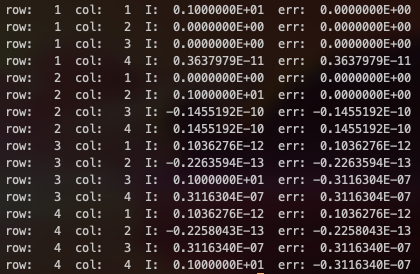 row:   1  col:   1  I:  0.1000000E+01  err:  0.0000000E+00
row:   1  col:   2  I:  0.0000000E+00  err:  0.0000000E+00
row:   1  col:   3  I:  0.0000000E+00  err:  0.0000000E+00
row:   1  col:   4  I:  0.3637979E-11  err:  0.3637979E-11
row:   2  col:   1  I:  0.0000000E+00  err:  0.0000000E+00
row:   2  col:   2  I:  0.1000000E+01  err:  0.0000000E+00
row:   2  col:   3  I: -0.1455192E-10  err: -0.1455192E-10
row:   2  col:   4  I: -0.1455192E-10  err: -0.1455192E-10
row:   3  col:   1  I:  0.1036276E-12  err:  0.1036276E-12
row:   3  col:   2  I: -0.2263594E-13  err: -0.2263594E-13
row:   3  col:   3  I:  0.1000000E+01  err: -0.3116304E-07
row:   3  col:   4  I:  0.3116304E-07  err:  0.3116304E-07
row:   4  col:   1  I:  0.1036276E-12  err:  0.1036276E-12
row:   4  col:   2  I: -0.2258043E-13  err: -0.2258043E-13
row:   4  col:   3  I:  0.3116340E-07  err:  0.3116340E-07
row:   4  col:   4  I:  0.1000000E+01  err: -0.3116340E-07